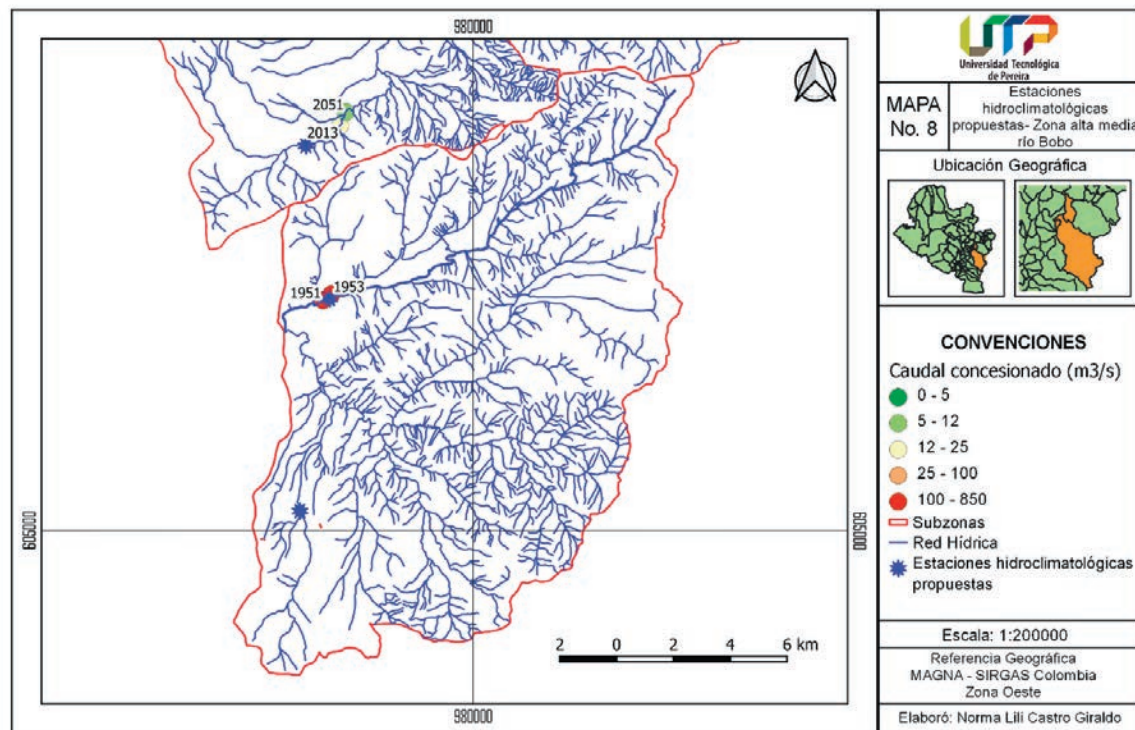 980000
2051
2013
1951
1953
605000
605000
2 0 2 4 6 km
980000
UTP
Universidad Tecnológica
de Pereira
MAPA
No. 8
Estaciones
hidroclimatológicas
propuestas- Zona alta media
río Bobo
Ubicación Geográfica
CONVENCIONES
Caudal concesionado (m3/s)
0 - 5
5 - 12
12 - 25
25 - 100
100 - 850
Subzonas
Red Hídrica
Estaciones hidroclimatológicas
propuestas
Escala: 1:200000
Referencia Geográfica
MAGNA - SIRGAS Colombia
Zona Oeste
Elaboró: Norma Lili Castro Giraldo